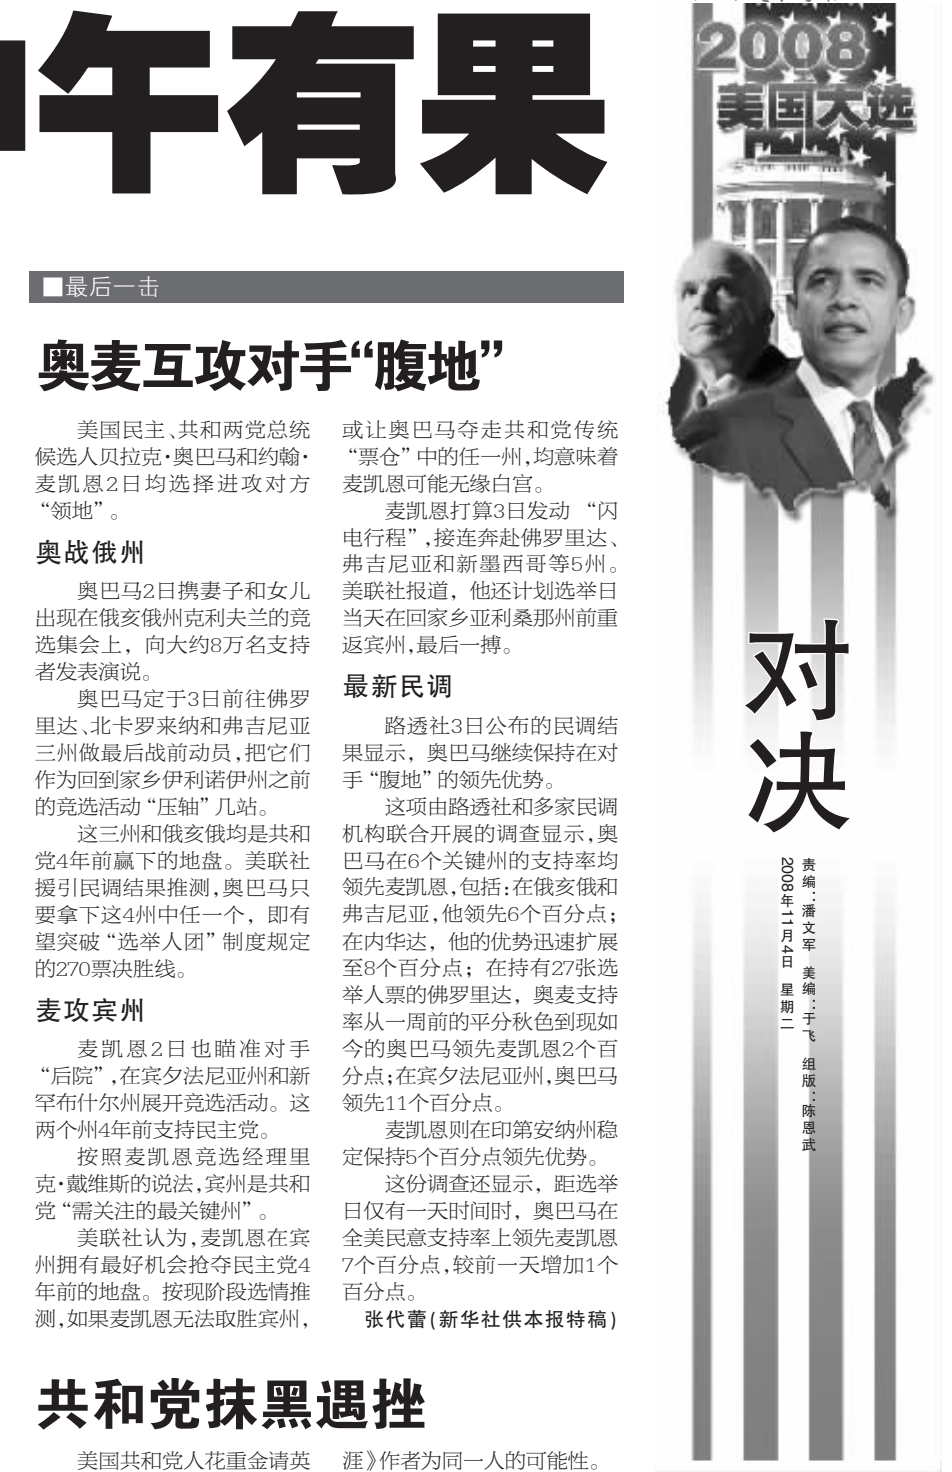 午有果
■最后一击
奥麦互攻对手“腹地”
美国民主、共和两党总统
候选人贝拉克·奥巴马和约翰·
麦凯恩2日均选择进攻对方
“领地”。
奥战俄州
奥巴马2日携妻子和女儿
出现在俄亥俄州克利夫兰的竞
选集会上，向大约8万名支持
者发表演说。
奥巴马定于3日前往佛罗
里达、北卡罗来纳和弗吉尼亚
三州做最后战前动员，把它们
作为回到家乡伊利诺伊州之前
的竞选活动“压轴”几站。
这三州和俄亥俄均是共和
党4年前赢下的地盘。美联社
援引民调结果推测，奥巴马只
要拿下这4州中任一个，即有
望突破“选举人团”制度规定
的270票决胜线。
麦攻宾州
麦凯恩2日也瞄准对手
“后院”，在宾夕法尼亚州和新
罕布什尔州展开竞选活动。这
两个州4年前支持民主党。
按照麦凯恩竞选经理里
克·戴维斯的说法，宾州是共和
党“需关注的最关键州”。
美联社认为，麦凯恩在宾
州拥有最好机会抢夺民主党4
年前的地盘。按现阶段选情推
测，如果麦凯恩无法取胜宾州，
或让奥巴马夺走共和党传统
“票仓”中的任一州，均意味着
麦凯恩可能无缘白宫。
麦凯恩打算3日发动“闪
电行程”，接连奔赴佛罗里达、
弗吉尼亚和新墨西哥等5州。
美联社报道，他还计划选举日
当天在回家乡亚利桑那州前重
返宾州，最后一搏。
最新民调
路透社3日公布的民调结
果显示，奥巴马继续保持在对
手“腹地”的领先优势。
这项由路透社和多家民调
机构联合开展的调查显示，奥
巴马在6个关键州的支持率均
领先麦凯恩，包括：在俄亥俄和
弗吉尼亚，他领先6个百分点；
在内华达，他的优势迅速扩展
至8个百分点；在持有27张选
举人票的佛罗里达，奥麦支持
率从一周前的平分秋色到现如
今的奥巴马领先麦凯恩2个百
分点；在宾夕法尼亚州，奥巴马
领先11个百分点。
麦凯恩则在印第安纳州稳
定保持5个百分点领先优势。
这份调查还显示，距选举
日仅有一天时间时，奥巴马在
全美民意支持率上领先麦凯恩
7个百分点，较前一天增加1个
百分点。
张代蕾（新华社供本报特稿）
共和党抹黑遇挫
美国共和党人花重金请英
涯》作者为同一人的可能性。
2008
美国大选
对决
责编：潘文军 美编：于飞 组版：陈恩武
2008年11月4日 星期二